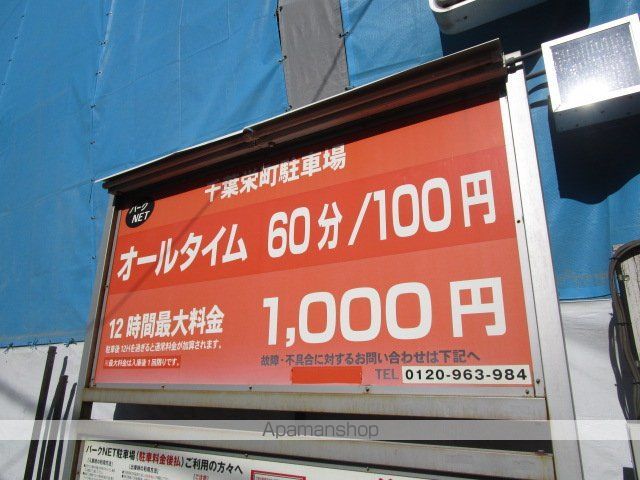 千葉栄町駐車場
パーク
NET
オールタイム 60分/100円
12時間最大料金 1,000円
駐車後12Hを過ぎると通常料金が加算されます。
※最大料金は入庫後1回限りです。
故障・不具合に対するお問い合わせは下記へ
TEL 0120-963-984
Apamanshop
パークNET駐車場(駐車料金後払)ご利用の方々へ